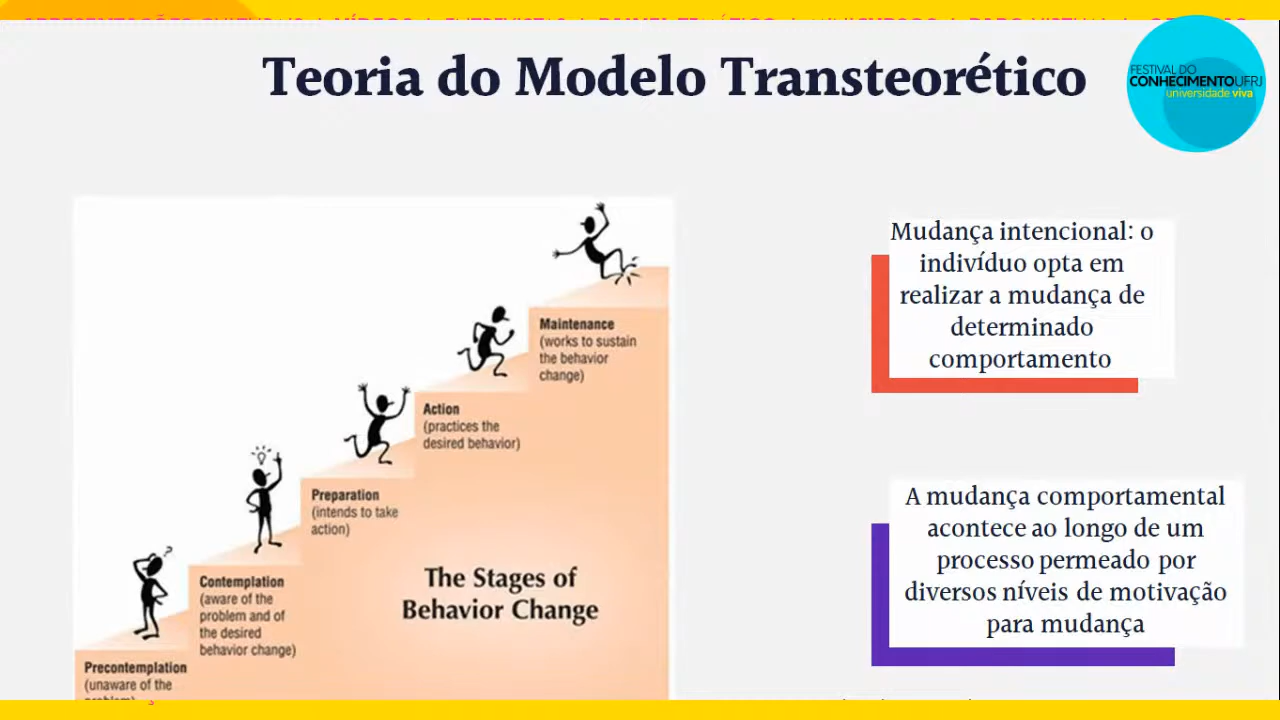 Teoria do Modelo Transteorético
FESTIVAL DO
CONHECIMENTOUFRJ
universidade viva
Mudança intencional: o
indivíduo opta em
realizar a mudança de
determinado
comportamento
Maintenance
(works to sustain
the behavior
change)
Action
(practices the
desired behavior)
Preparation
(intends to take
action)
Contemplation
(aware of the
problem and of
the desired
behavior change)
Precontemplation
(unaware of the
problem)
The Stages of
Behavior Change
A mudança comportamental
acontece ao longo de um
processo permeado por
diversos níveis de motivação
para mudança